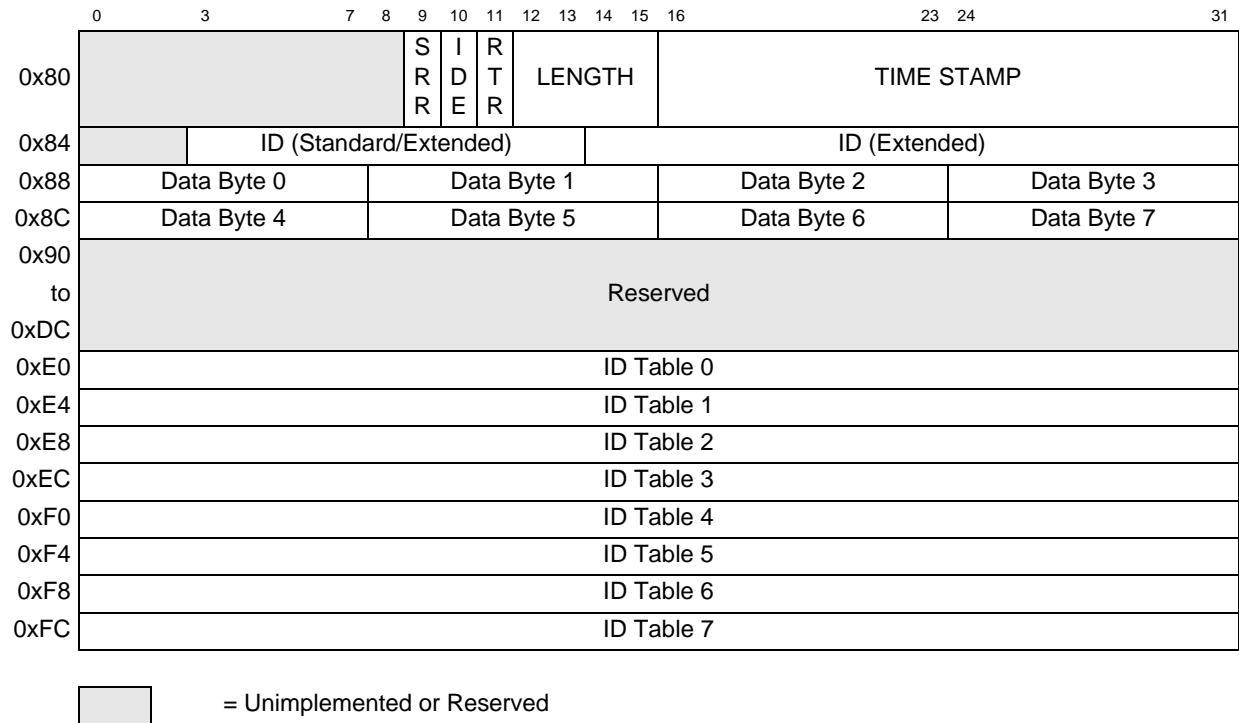 0 3 7 8 9 10 11 12 13 14 15 16 23 24 31
0x80 SRR IDE RTR LENGTH TIME STAMP
0x84 ID (Standard/Extended) ID (Extended)
0x88 Data Byte 0 Data Byte 1 Data Byte 2 Data Byte 3
0x8C Data Byte 4 Data Byte 5 Data Byte 6 Data Byte 7
0x90
to Reserved
0xDC
0xE0 ID Table 0
0xE4 ID Table 1
0xE8 ID Table 2
0xEC ID Table 3
0xF0 ID Table 4
0xF4 ID Table 5
0xF8 ID Table 6
0xFC ID Table 7
= Unimplemented or Reserved